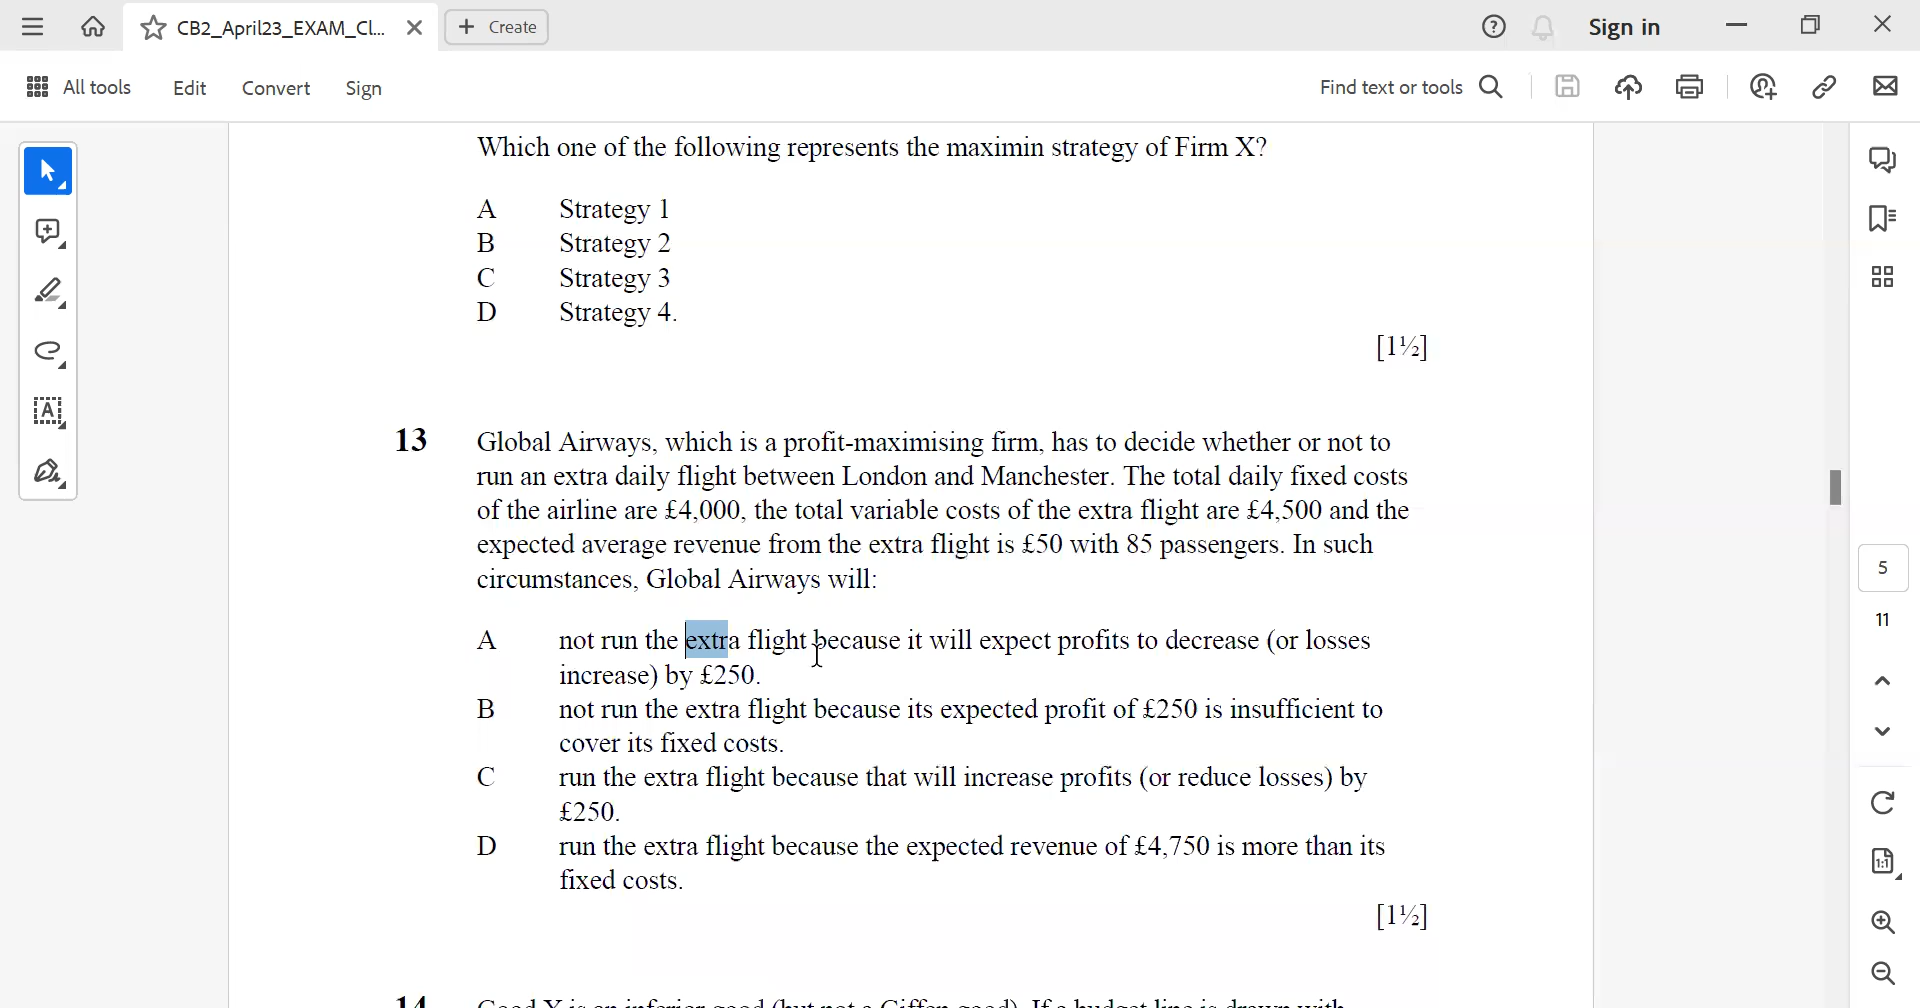 CB2_April23_EXAM_Cl...
Create
Sign in
All tools
Edit
Convert
Sign
Find text or tools
Which one of the following represents the maximin strategy of Firm X?
A Strategy 1
B Strategy 2
C Strategy 3
D Strategy 4.
[1½]
13 Global Airways, which is a profit-maximising firm, has to decide whether or not to
run an extra daily flight between London and Manchester. The total daily fixed costs
of the airline are £4,000, the total variable costs of the extra flight are £4,500 and the
expected average revenue from the extra flight is £50 with 85 passengers. In such
circumstances, Global Airways will:
A not run the extra flight because it will expect profits to decrease (or losses
increase) by £250.
B not run the extra flight because its expected profit of £250 is insufficient to
cover its fixed costs.
C run the extra flight because that will increase profits (or reduce losses) by
£250.
D run the extra flight because the expected revenue of £4,750 is more than its
fixed costs.
[1½]
14 Good X is an inferior good (but not a Giffen good). If a budget line is drawn with
5
11